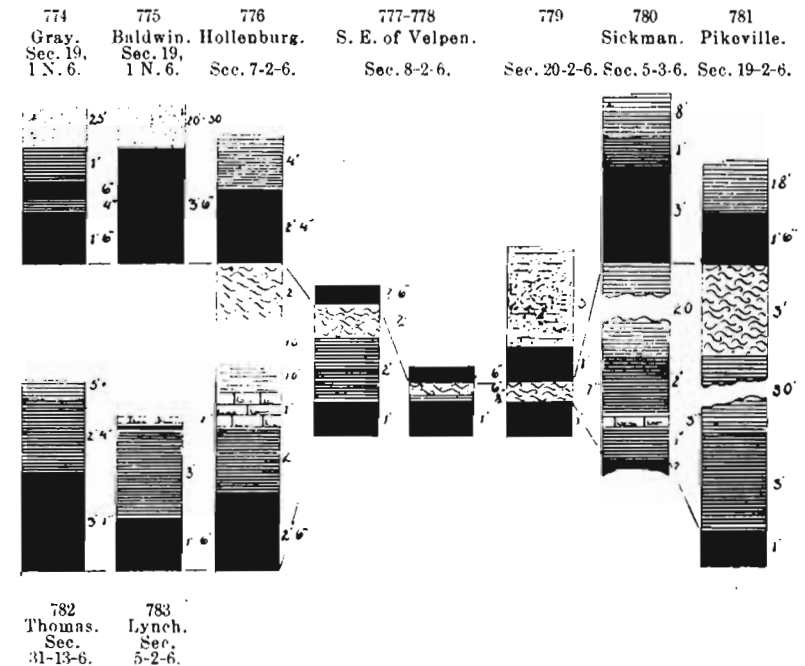 774
Gray.
Sec. 19,
1 N. 6.
775
Baldwin.
Sec. 19,
1 N. 6.
776
Hollenburg.
Sec. 7-2-6.
777-778
S. E. of Velpen.
Sec. 8-2-6.
779
Sec. 20-2-6.
780
Sickman.
Sec. 5-3-6.
781
Pikeville.
Sec. 19-2-6.
25'
1'
6"
4"
1' 6"
20'-30
3' 6"
4'
2' 4"
2
10
10'
1'
2' 6"
5'
2' 4"
3' 1"
3'
1' 6"
6"
2'
2'
1'
6"
1'
8'
1'
3'
20
2'
3'
1"
18'
1' 6"
3'
30'
3'
1'
782
Thomas.
Sec.
31-13-6.
783
Lynch.
Sec.
5-2-6.